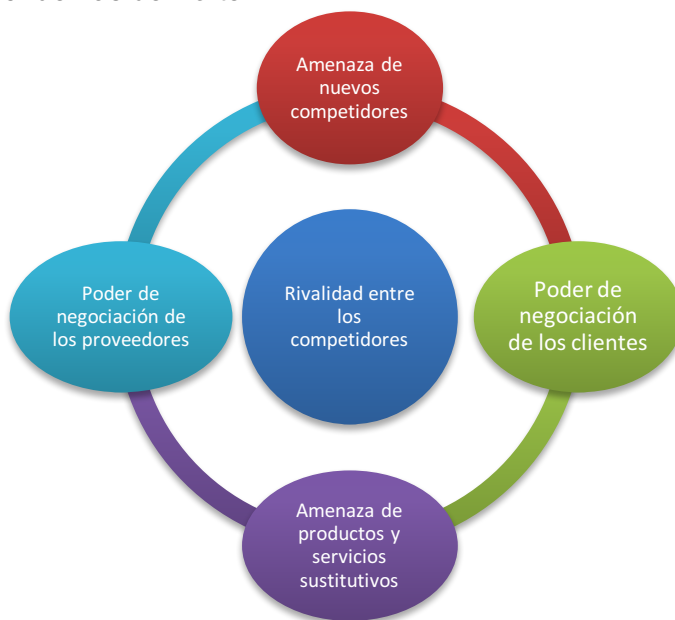 Amenaza de
nuevos
competidores
Poder de
negociación de
los proveedores
Rivalidad entre
los
competidores
Poder de
negociación
de los clientes
Amenaza de
productos y
servicios
sustitutivos